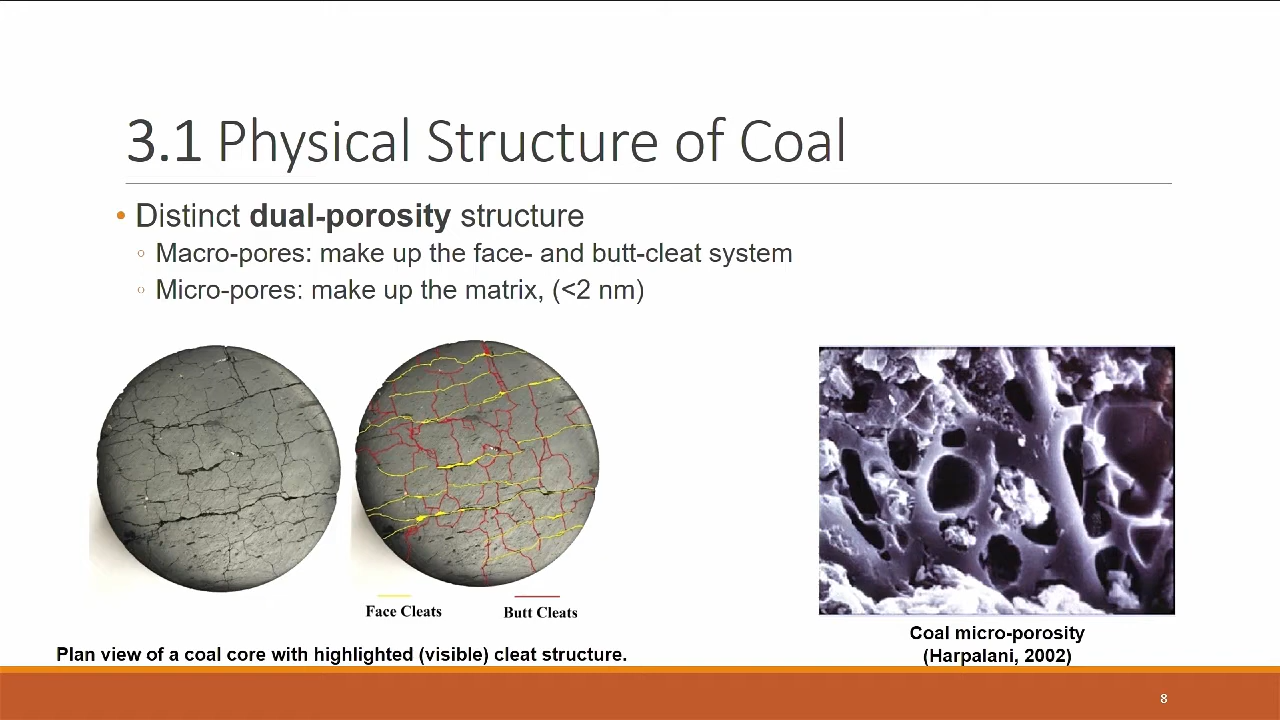 3.1 Physical Structure of Coal
• Distinct dual-porosity structure
◦ Macro-pores: make up the face- and butt-cleat system
◦ Micro-pores: make up the matrix, (<2 nm)
Face Cleats
Butt Cleats
Plan view of a coal core with highlighted (visible) cleat structure.
Coal micro-porosity
(Harpalani, 2002)
8